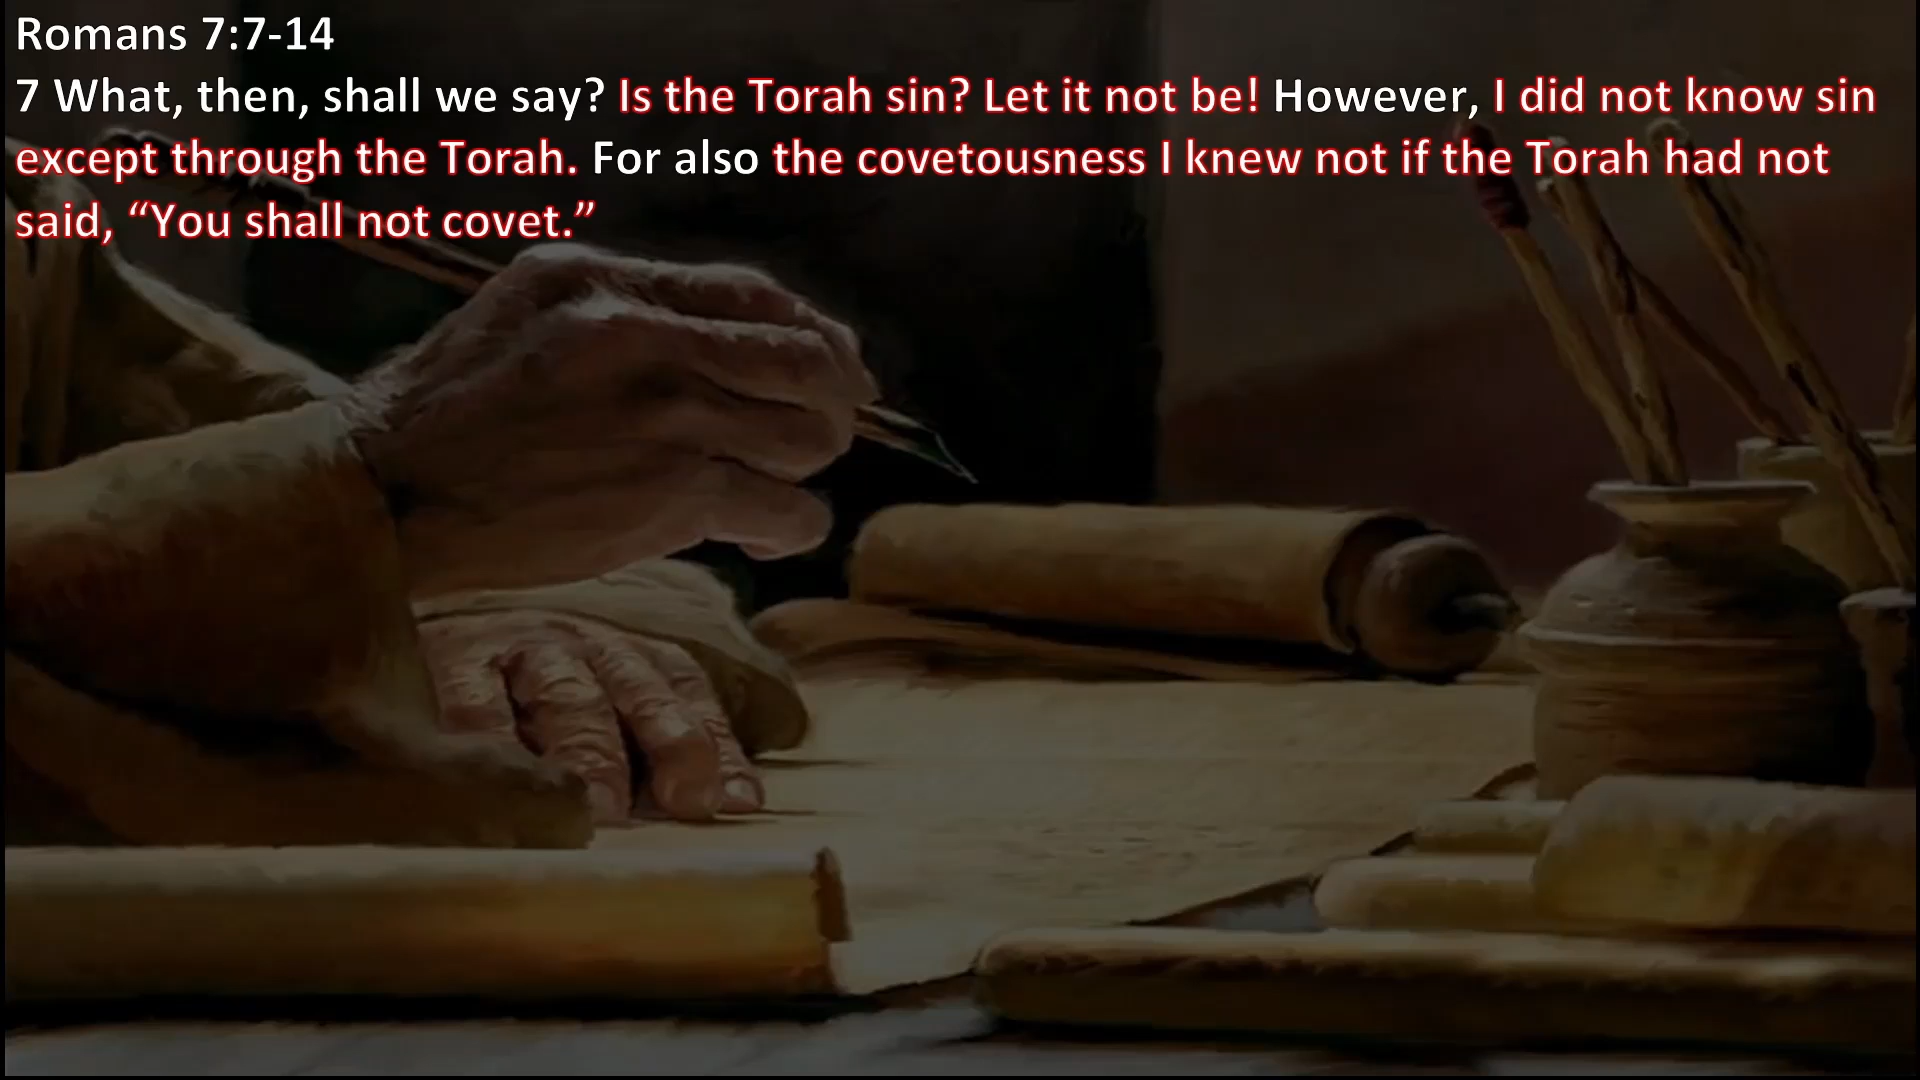 Romans 7:7-14
7 What, then, shall we say? Is the Torah sin? Let it not be! However, I did not know sin
except through the Torah. For also the covetousness I knew not if the Torah had not
said, “You shall not covet.”